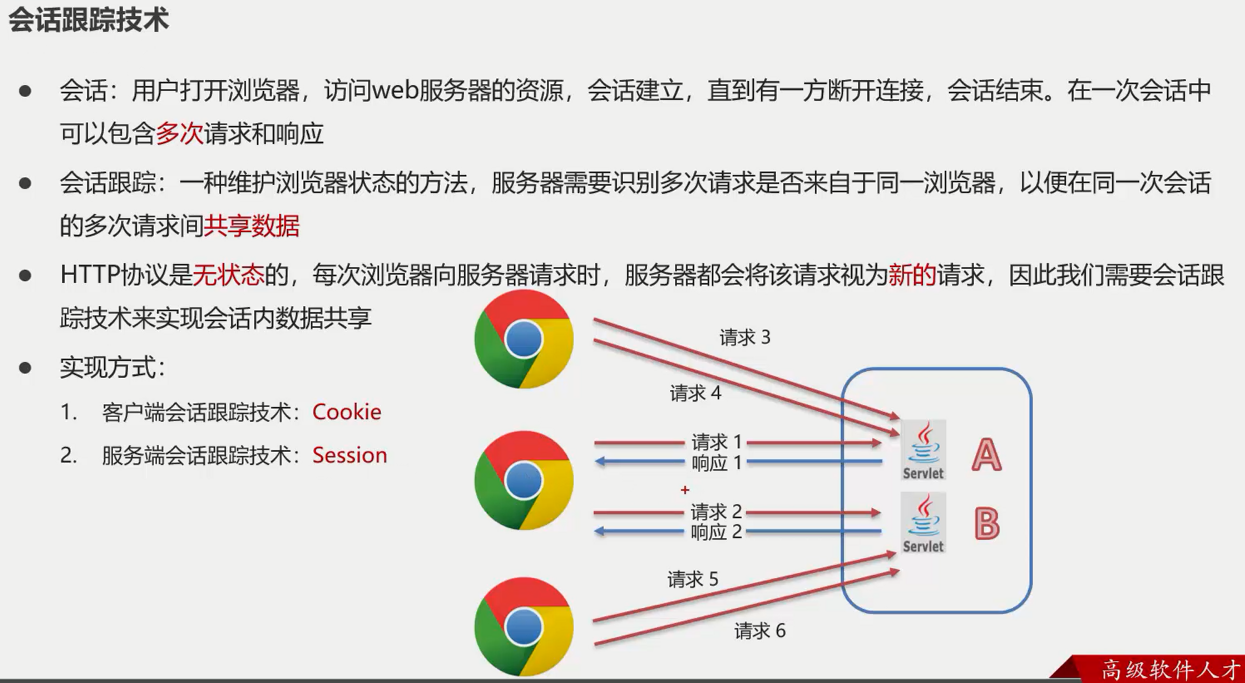 会话跟踪技术
● 会话：用户打开浏览器，访问web服务器的资源，会话建立，直到有一方断开连接，会话结束。在一次会话中
可以包含多次请求和响应
● 会话跟踪：一种维护浏览器状态的方法，服务器需要识别多次请求是否来自于同一浏览器，以便在同一次会话
的多次请求间共享数据
● HTTP协议是无状态的，每次浏览器向服务器请求时，服务器都会将该请求视为新的请求，因此我们需要会话跟
踪技术来实现会话内数据共享
● 实现方式：
1. 客户端会话跟踪技术：Cookie
2. 服务端会话跟踪技术：Session
请求 3
请求 4
请求 1
响应 1
+
请求 2
响应 2
请求 5
请求 6
Servlet
A
Servlet
B
高级软件人才